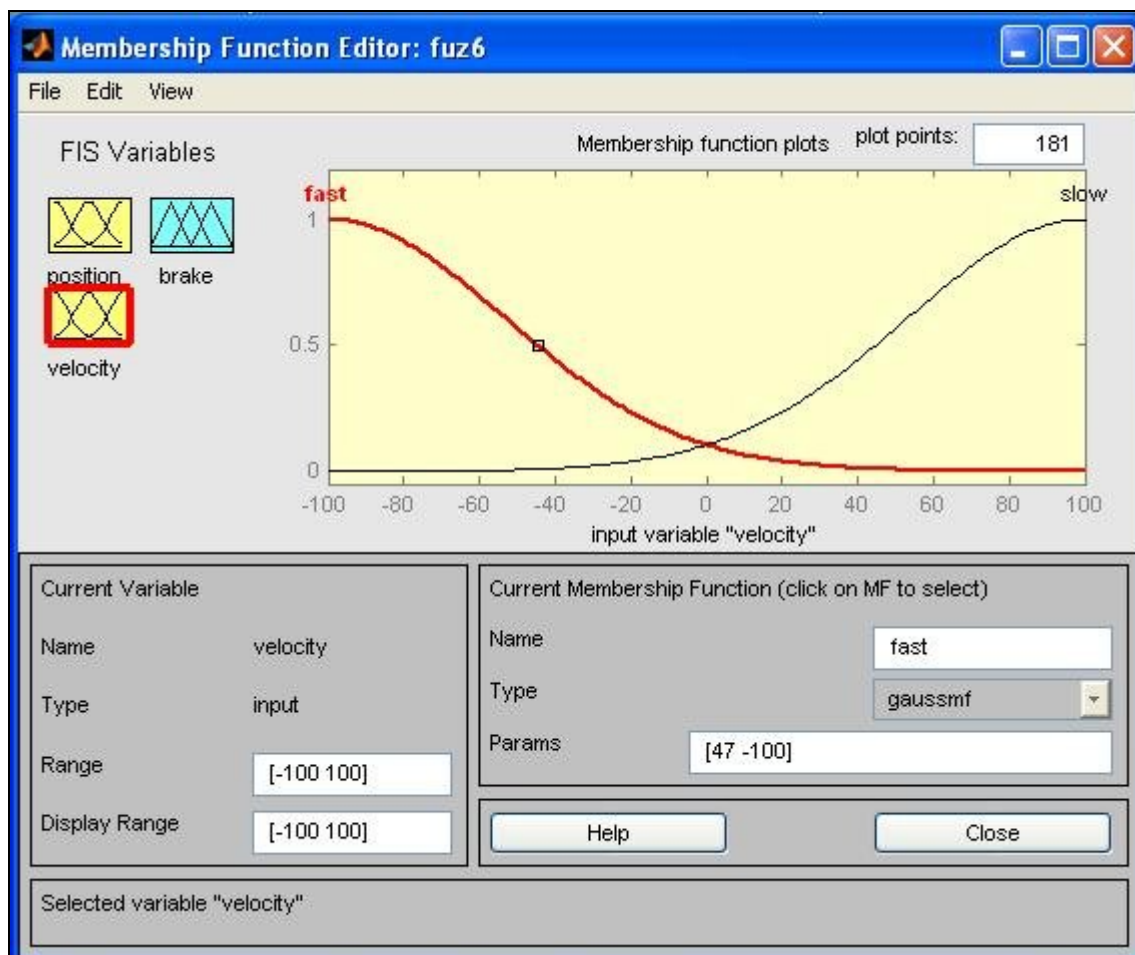 Membership Function Editor: fuz6
File Edit View
FIS Variables
Membership function plots plot points: 181
position brake
velocity
fast
slow
1
0.5
0
-100 -80 -60 -40 -20 0 20 40 60 80 100
input variable "velocity"
Current Variable
Name velocity
Type input
Range [-100 100]
Display Range [-100 100]
Current Membership Function (click on MF to select)
Name fast
Type gaussmf
Params [47 -100]
Help Close
Selected variable "velocity"